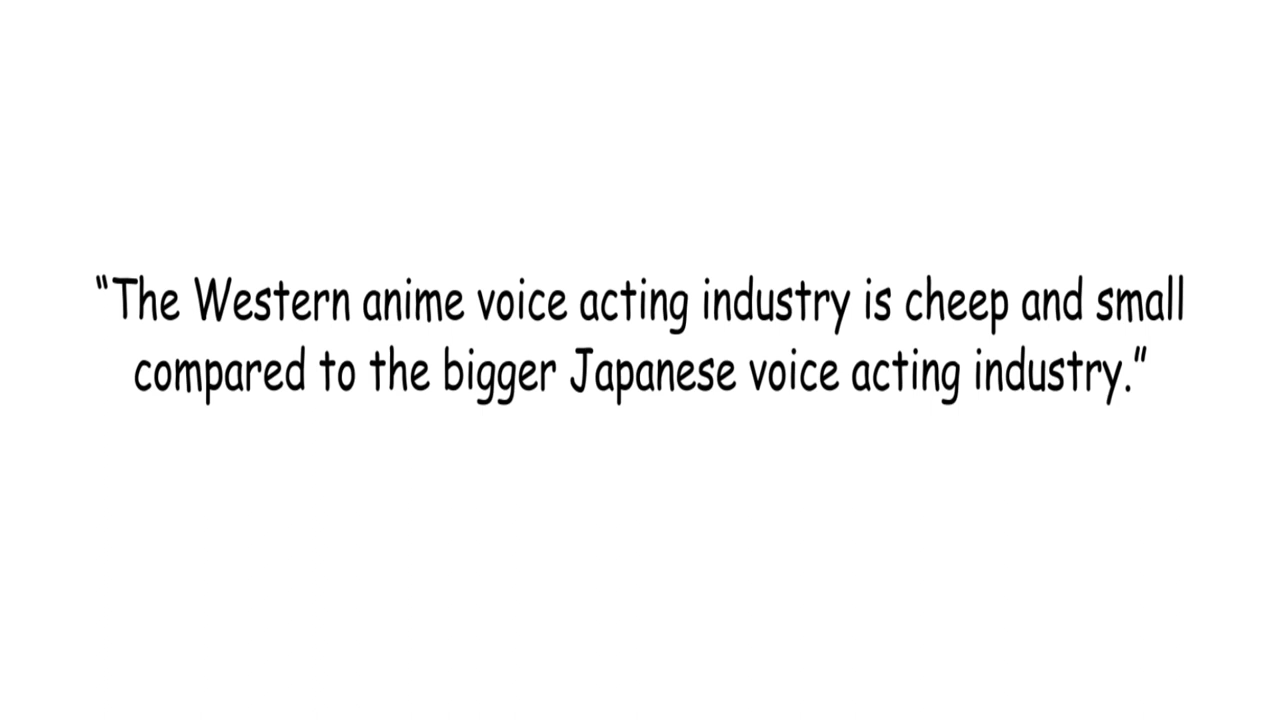 “The Western anime voice acting industry is cheep and small
compared to the bigger Japanese voice acting industry.”